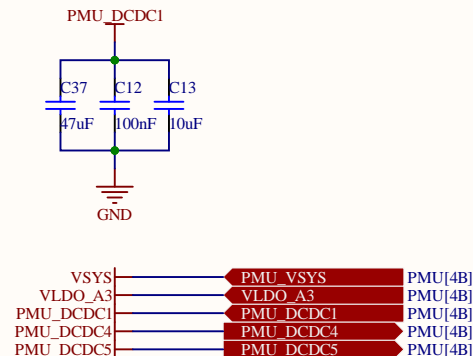 PMU_DCDC1
C37 C12 C13
47uF 100nF 10uF
GND
VSYS PMU_VSYS PMU[4B]
VLDO_A3 VLDO_A3 PMU[4B]
PMU_DCDC1 PMU_DCDC1 PMU[4B]
PMU_DCDC4 PMU_DCDC4 PMU[4B]
PMU_DCDC5 PMU_DCDC5 PMU[4B]